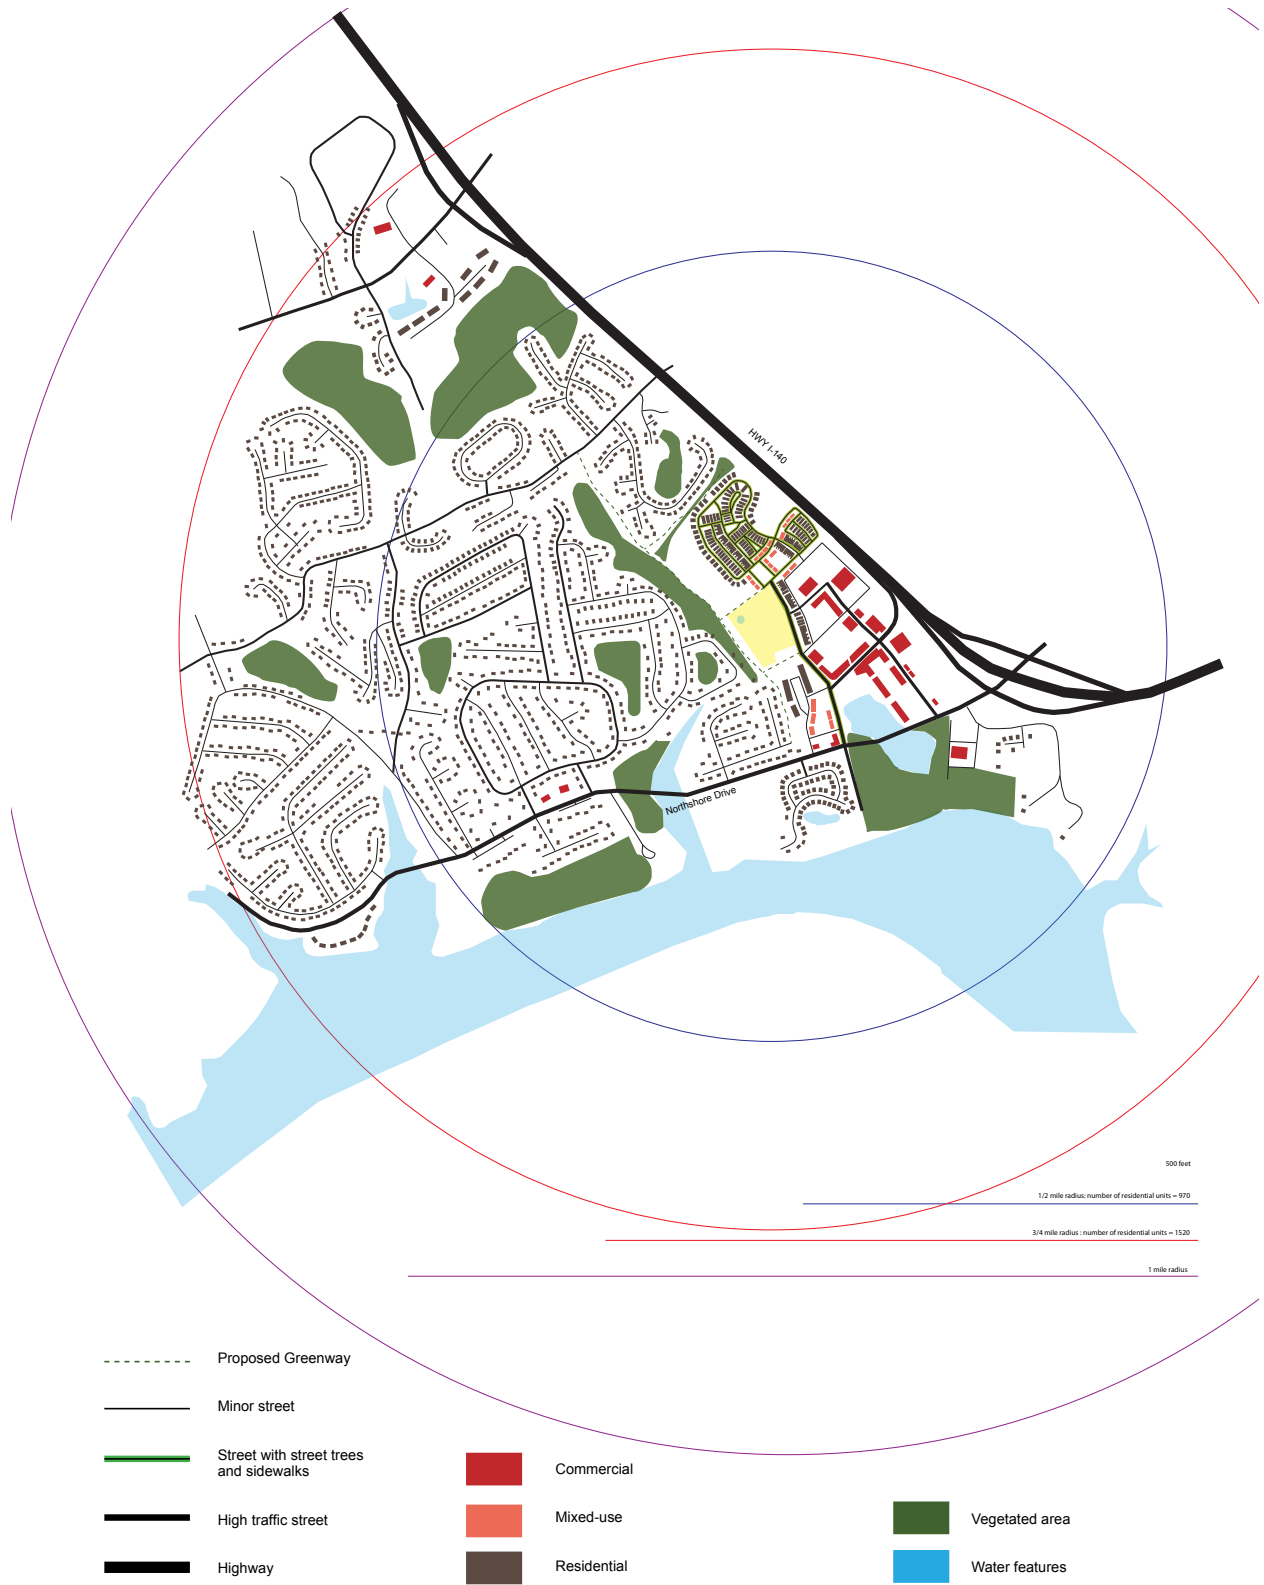 HWY I-140
Northshore Drive
500 feet
1/2 mile radius: number of residential units = 970
3/4 mile radius : number of residential units = 1520
1 mile radius
Proposed Greenway
Minor street
Street with street trees
and sidewalks
High traffic street
Highway
Commercial
Mixed-use
Residential
Vegetated area
Water features